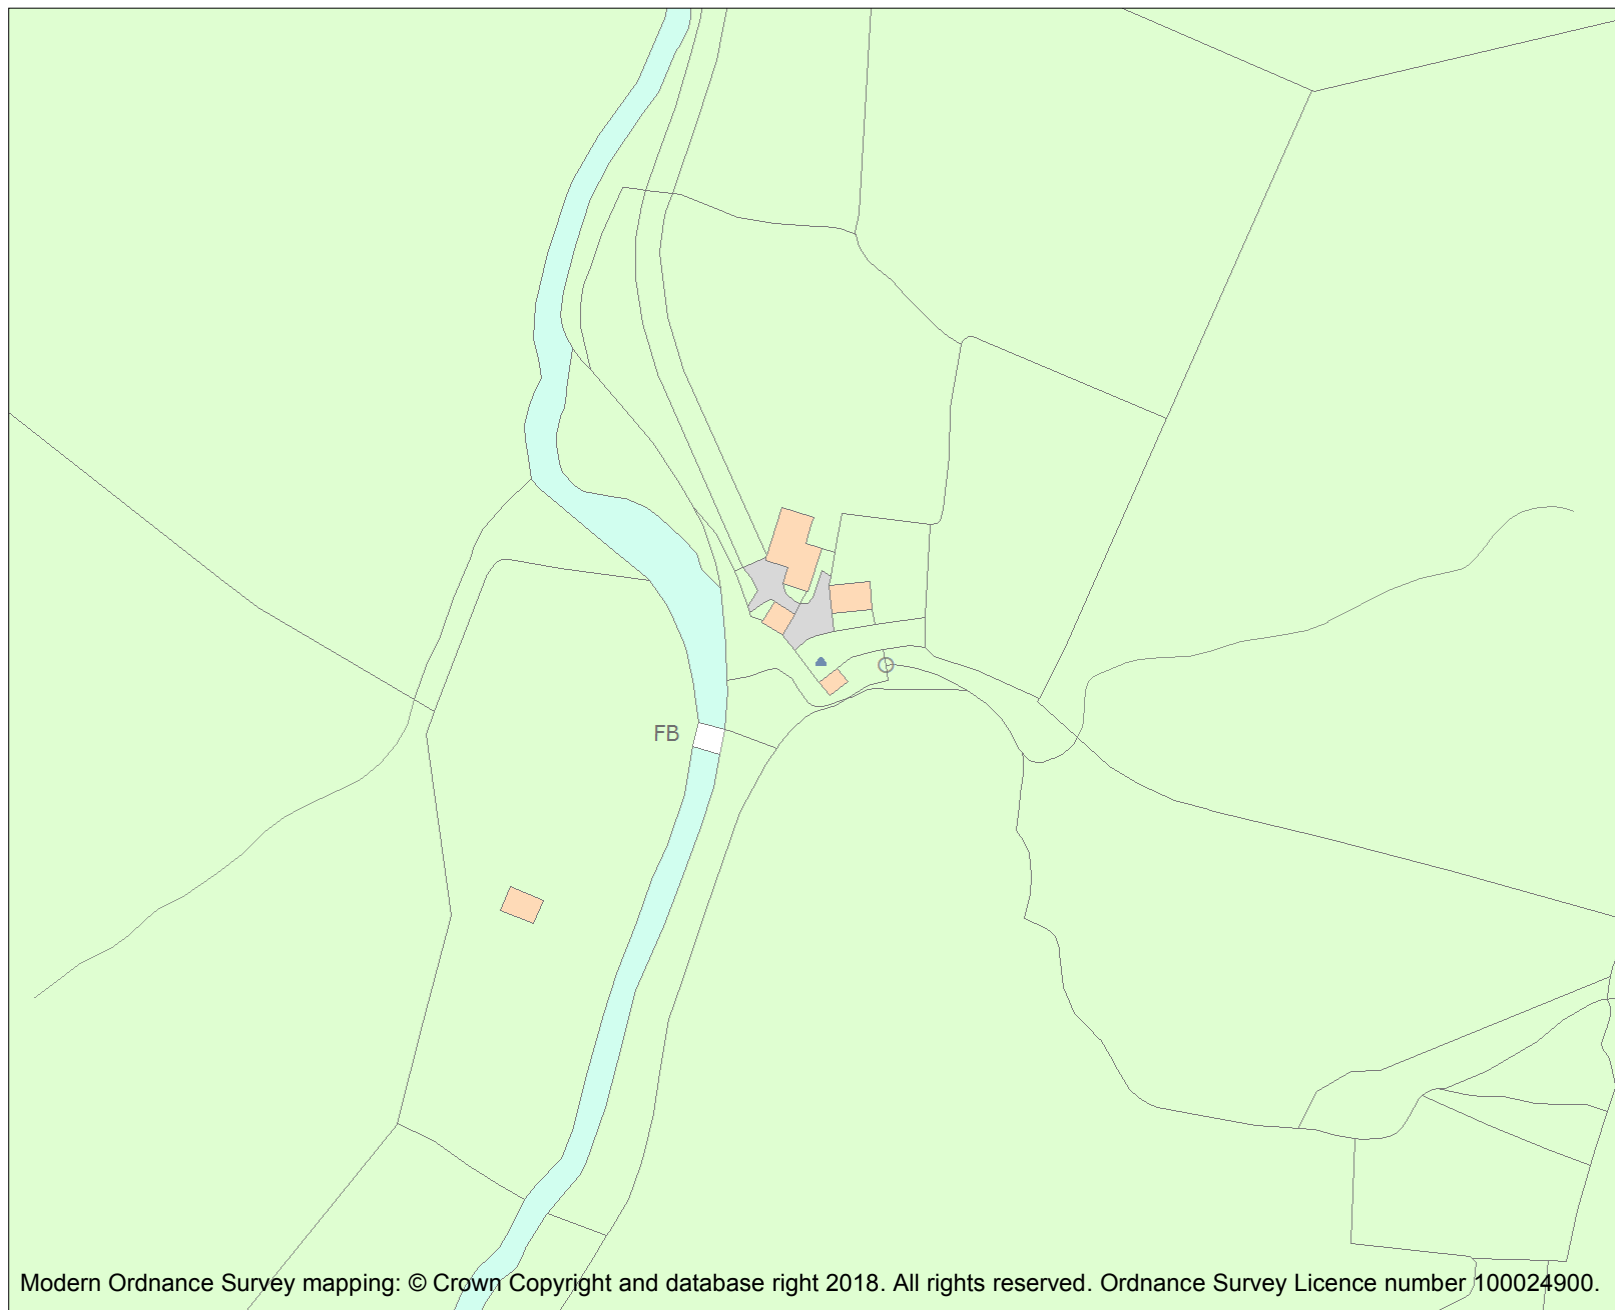 FB
Modern Ordnance Survey mapping: © Crown Copyright and database right 2018. All rights reserved. Ordnance Survey Licence number 100024900.